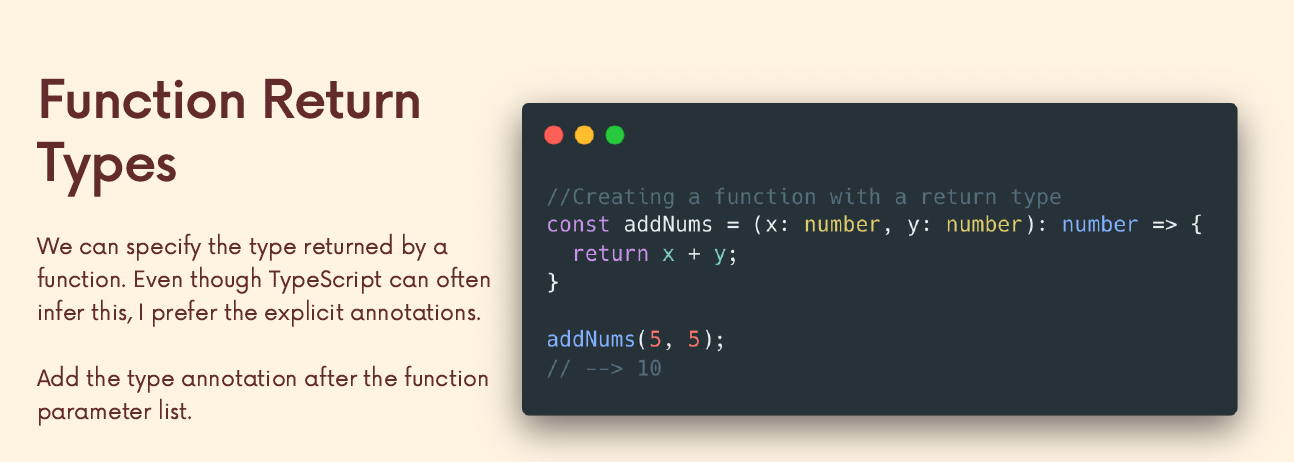 Function Return
Types
We can specify the type returned by a
function. Even though TypeScript can often
infer this, I prefer the explicit annotations.
Add the type annotation after the function
parameter list.
//Creating a function with a return type
const addNums = (x: number, y: number): number => {
  return x + y;
}
addNums(5, 5);
// --> 10